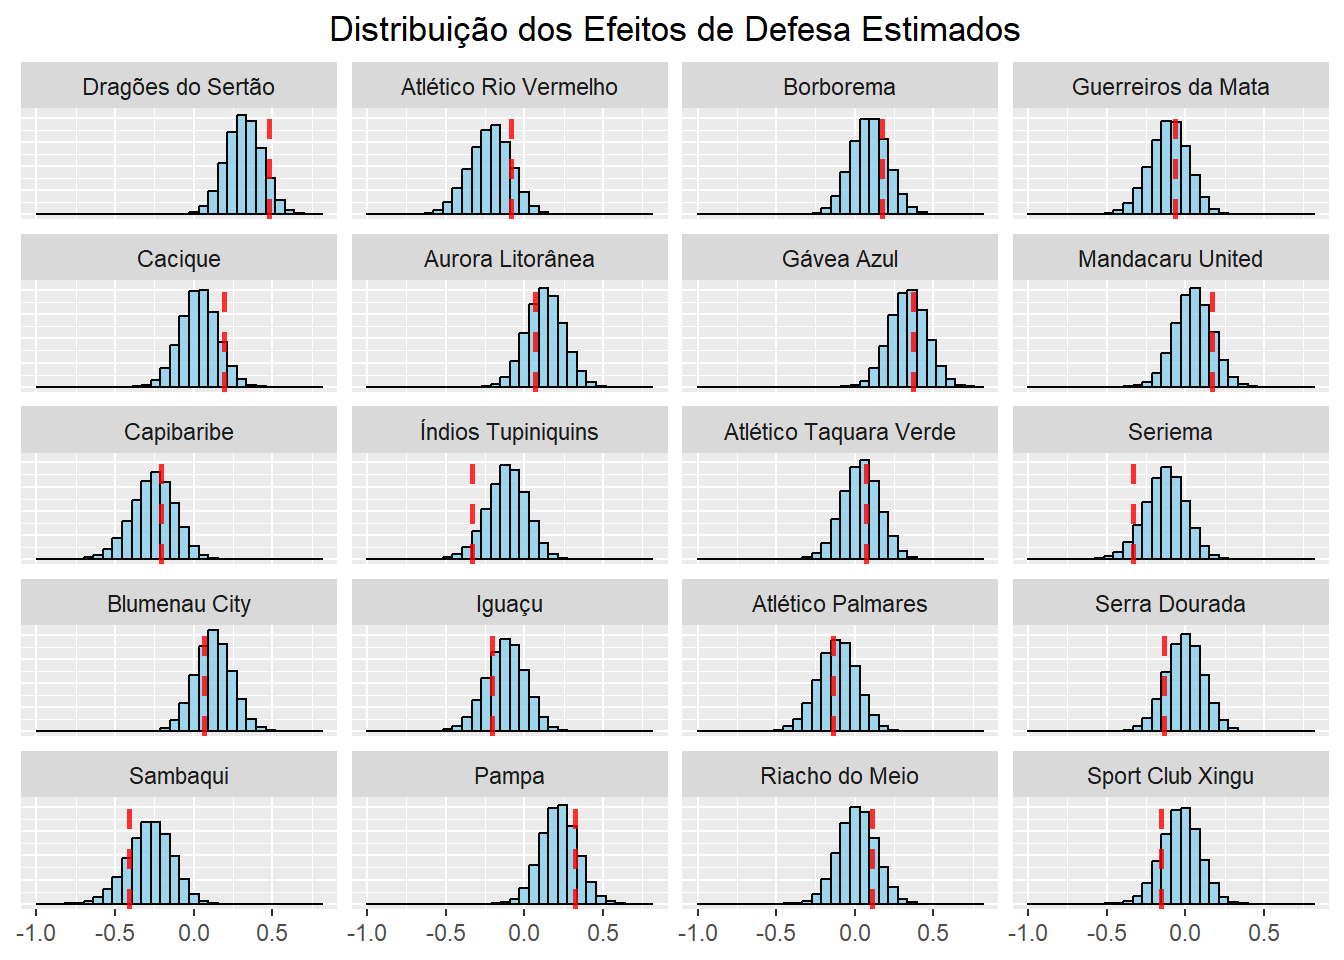 Distribuição dos Efeitos de Defesa Estimados
Dragões do Sertão
Atlético Rio Vermelho
Borborema
Guerreiros da Mata
Cacique
Aurora Litorânea
Gávea Azul
Mandacaru United
Capibaribe
Índios Tupiniquins
Atlético Taquara Verde
Seriema
Blumenau City
Iguaçu
Atlético Palmares
Serra Dourada
Sambaqui
Pampa
Riacho do Meio
Sport Club Xingu
-1.0 -0.5 0.0 0.5
-1.0 -0.5 0.0 0.5
-1.0 -0.5 0.0 0.5
-1.0 -0.5 0.0 0.5